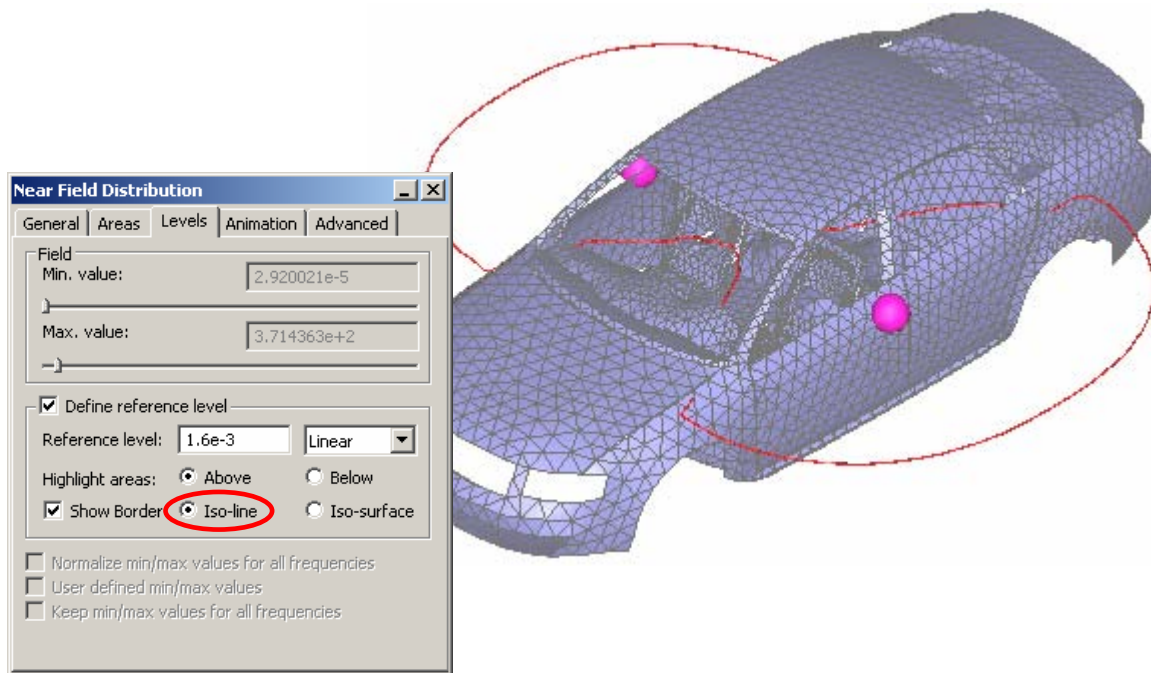 Near Field Distribution
General Areas Levels Animation Advanced
Field
Min. value: 2.920021e-5
Max. value: 3.714363e+2
Define reference level
Reference level: 1.6e-3 Linear
Highlight areas: Above Below
Show Border Iso-line Iso-surface
Normalize min/max values for all frequencies
User defined min/max values
Keep min/max values for all frequencies